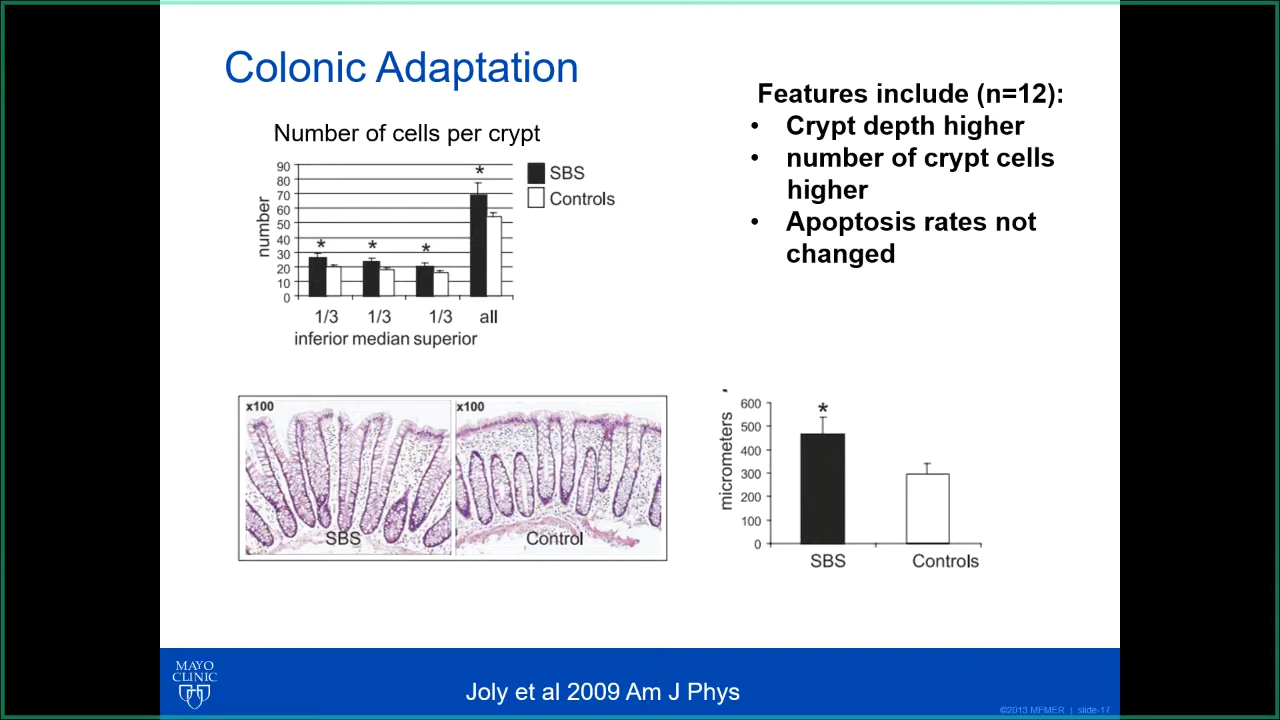 Colonic Adaptation
Features include (n=12):
• Crypt depth higher
• number of crypt cells
higher
• Apoptosis rates not
changed
Number of cells per crypt
number
90
80
70
60
50
40
30
20
10
0
*
*
*
*
SBS
Controls
1/3 1/3 1/3 all
inferior median superior
x100
SBS
x100
Control
micrometers
600
500
400
300
200
100
0
*
SBS Controls
MAYO
CLINIC
Joly et al 2009 Am J Phys
©2013 MFMER | slide-17